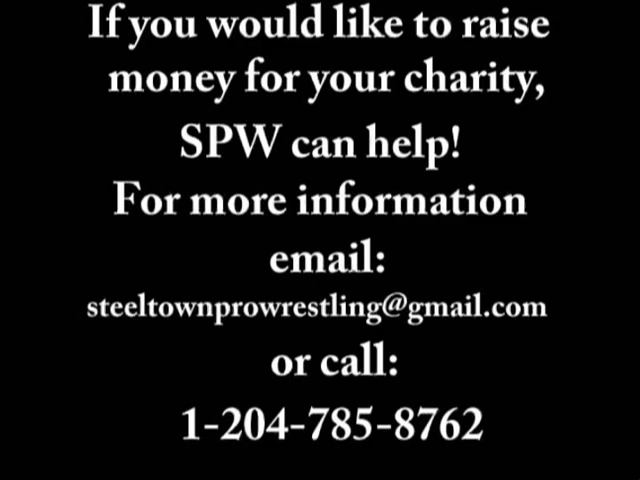 If you would like to raise
money for your charity,
SPW can help!
For more information
email:
steeltownprowrestling@gmail.com
or call:
1-204-785-8762